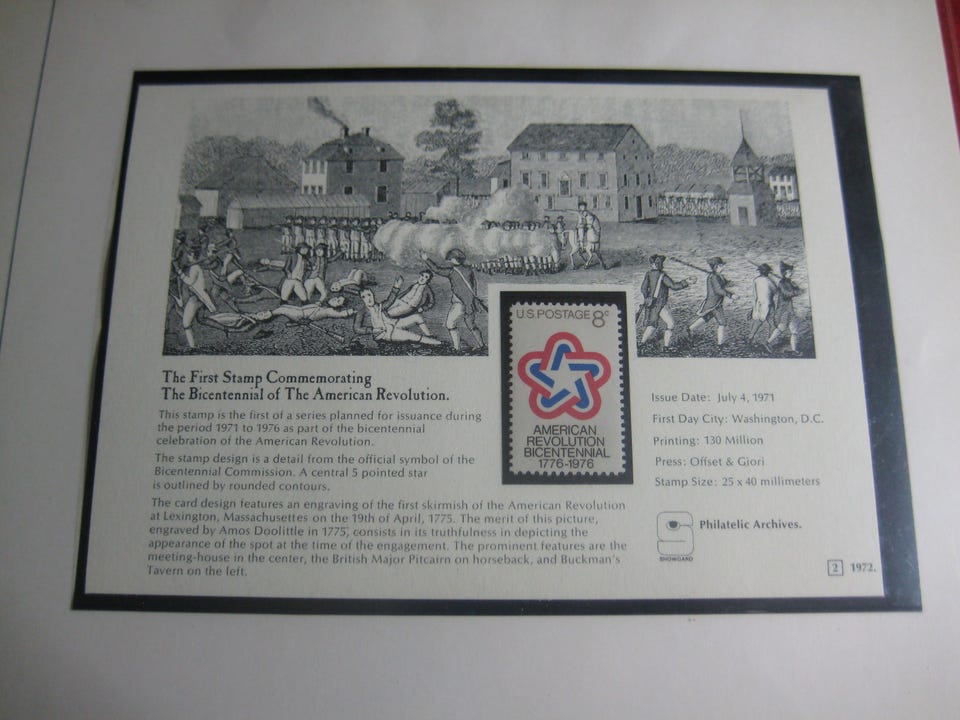 U.S. POSTAGE 8c
AMERICAN
REVOLUTION
BICENTENNIAL
1776-1976
The First Stamp Commemorating
The Bicentennial of The American Revolution.
This stamp is the first of a series planned for issuance during
the period 1971 to 1976 as part of the bicentennial
celebration of the American Revolution.
The stamp design is a detail from the official symbol of the
Bicentennial Commission. A central 5 pointed star
is outlined by rounded contours.
The card design features an engraving of the first skirmish of the American Revolution
at Lexington, Massachusetts on the 19th of April, 1775. The merit of this picture,
engraved by Amos Doolittle in 1775, consists in its truthfulness in depicting the
appearance of the spot at the time of the engagement. The prominent features are the
meeting-house in the center, the British Major Pitcairn on horseback, and Buckman's
Tavern on the left.
Issue Date: July 4, 1971
First Day City: Washington, D.C.
Printing: 130 Million
Press: Offset & Giori
Stamp Size: 25 x 40 millimeters
Philatelic Archives.
SHOWGARD
2 1972.